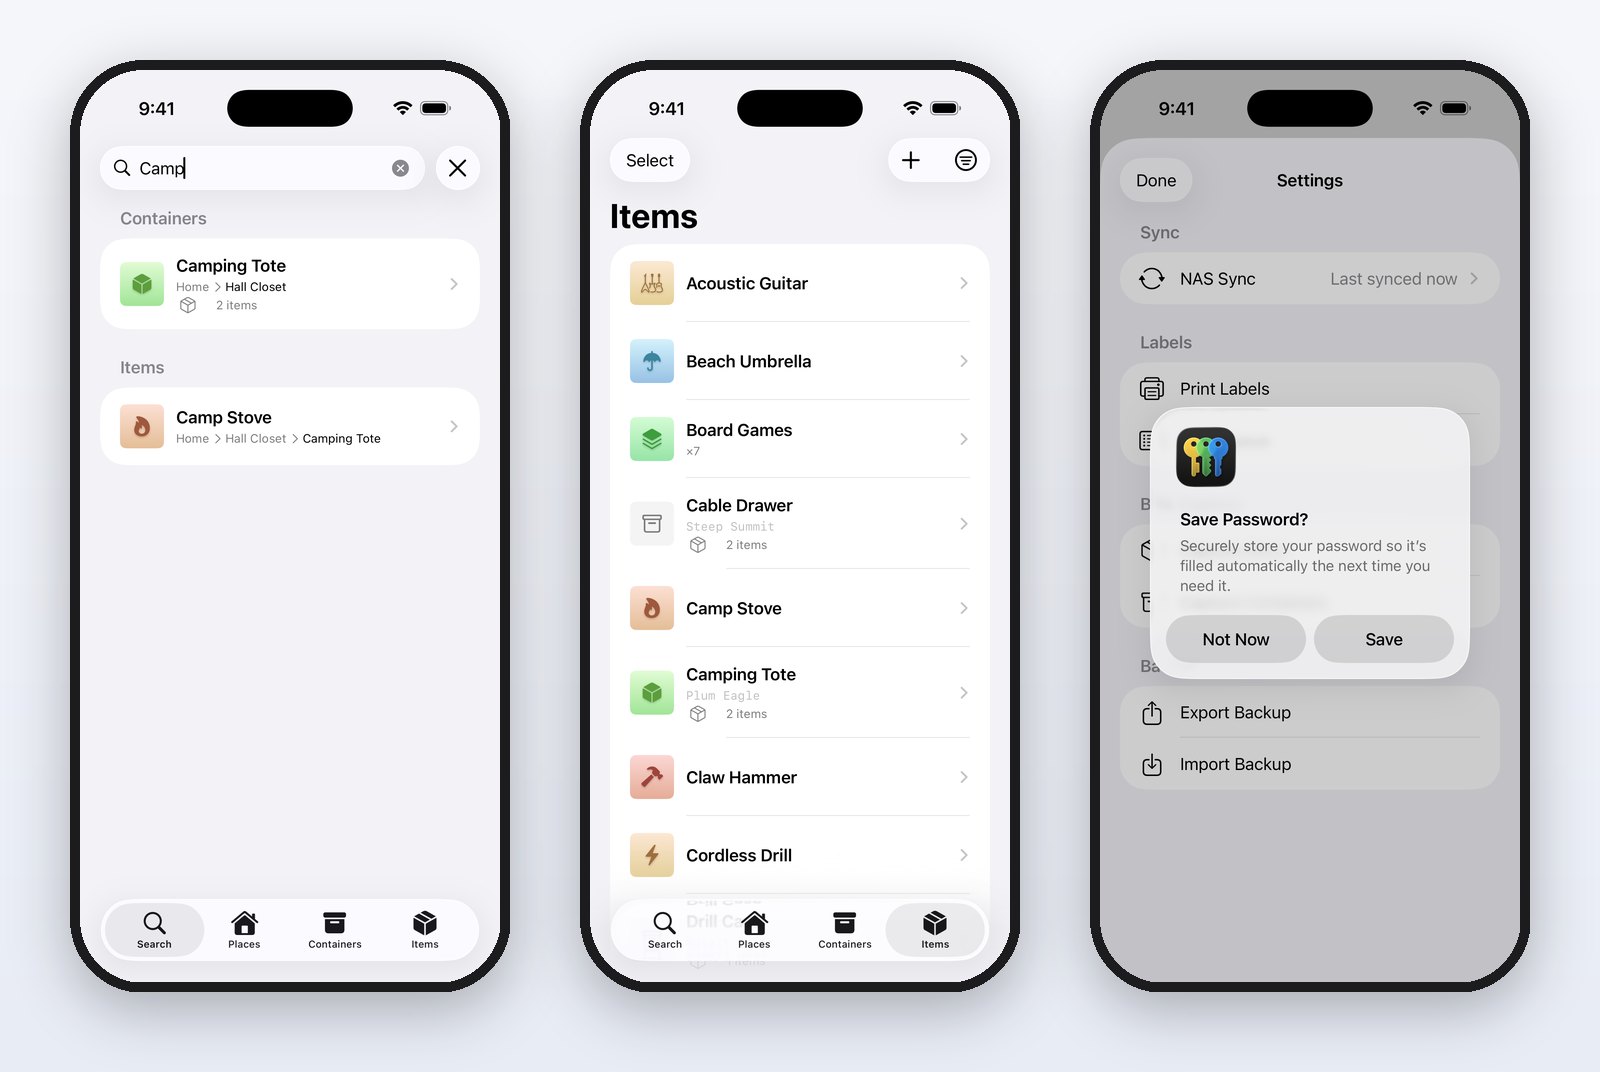 9:41
Camp
Containers
Camping Tote
Home > Hall Closet
2 items
Items
Camp Stove
Home > Hall Closet > Camping Tote
Search
Places
Containers
Items
9:41
Select
Items
Acoustic Guitar
Beach Umbrella
Board Games
×7
Cable Drawer
Steep Summit
2 items
Camp Stove
Camping Tote
Plum Eagle
2 items
Claw Hammer
Cordless Drill
Drill Ca
Search
Places
Containers
Items
9:41
Done
Settings
Sync
NAS Sync
Last synced now
Labels
Print Labels
Save Password?
Securely store your password so it's
filled automatically the next time you
need it.
Not Now
Save
Ba
Export Backup
Import Backup